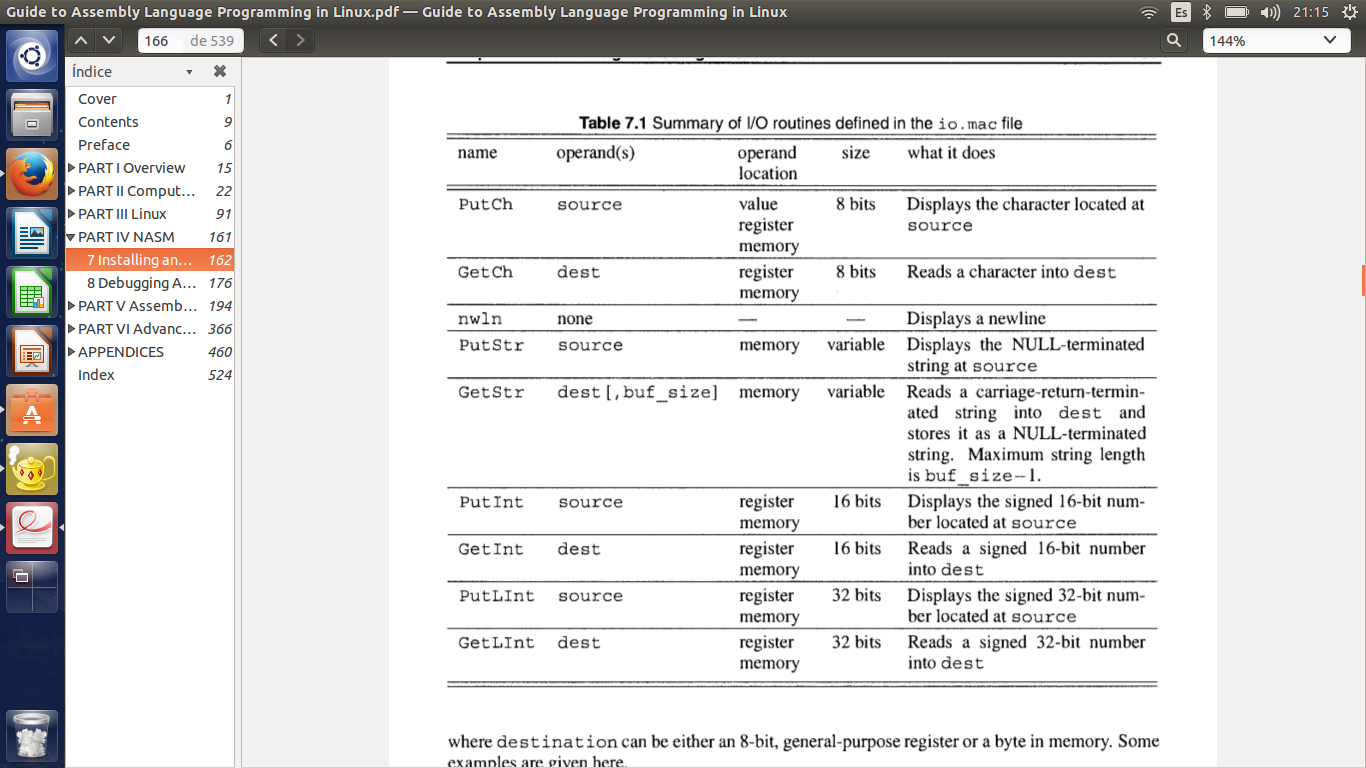 Guide to Assembly Language Programming in Linux.pdf — Guide to Assembly Language Programming in Linux
Es
21:15
166
de 539
144%
Índice
Cover 1
Contents 9
Preface 6
PART I Overview 15
PART II Comput... 22
PART III Linux 91
PART IV NASM 161
7 Installing an... 162
8 Debugging A... 176
PART V Assemb... 194
PART VI Advanc... 366
APPENDICES 460
Index 524
Table 7.1 Summary of I/O routines defined in the io.mac file
name operand(s) operand size what it does
location
PutCh source value 8 bits Displays the character located at
register source
memory
GetCh dest register 8 bits Reads a character into dest
memory
nwln none — — Displays a newline
PutStr source memory variable Displays the NULL-terminated
string at source
GetStr dest[,buf_size] memory variable Reads a carriage-return-termin-
ated string into dest and
stores it as a NULL-terminated
string. Maximum string length
is buf_size−1.
PutInt source register 16 bits Displays the signed 16-bit num-
memory ber located at source
GetInt dest register 16 bits Reads a signed 16-bit number
memory into dest
PutLInt source register 32 bits Displays the signed 32-bit num-
memory ber located at source
GetLInt dest register 32 bits Reads a signed 32-bit number
memory into dest
where destination can be either an 8-bit, general-purpose register or a byte in memory. Some
examples are given here.